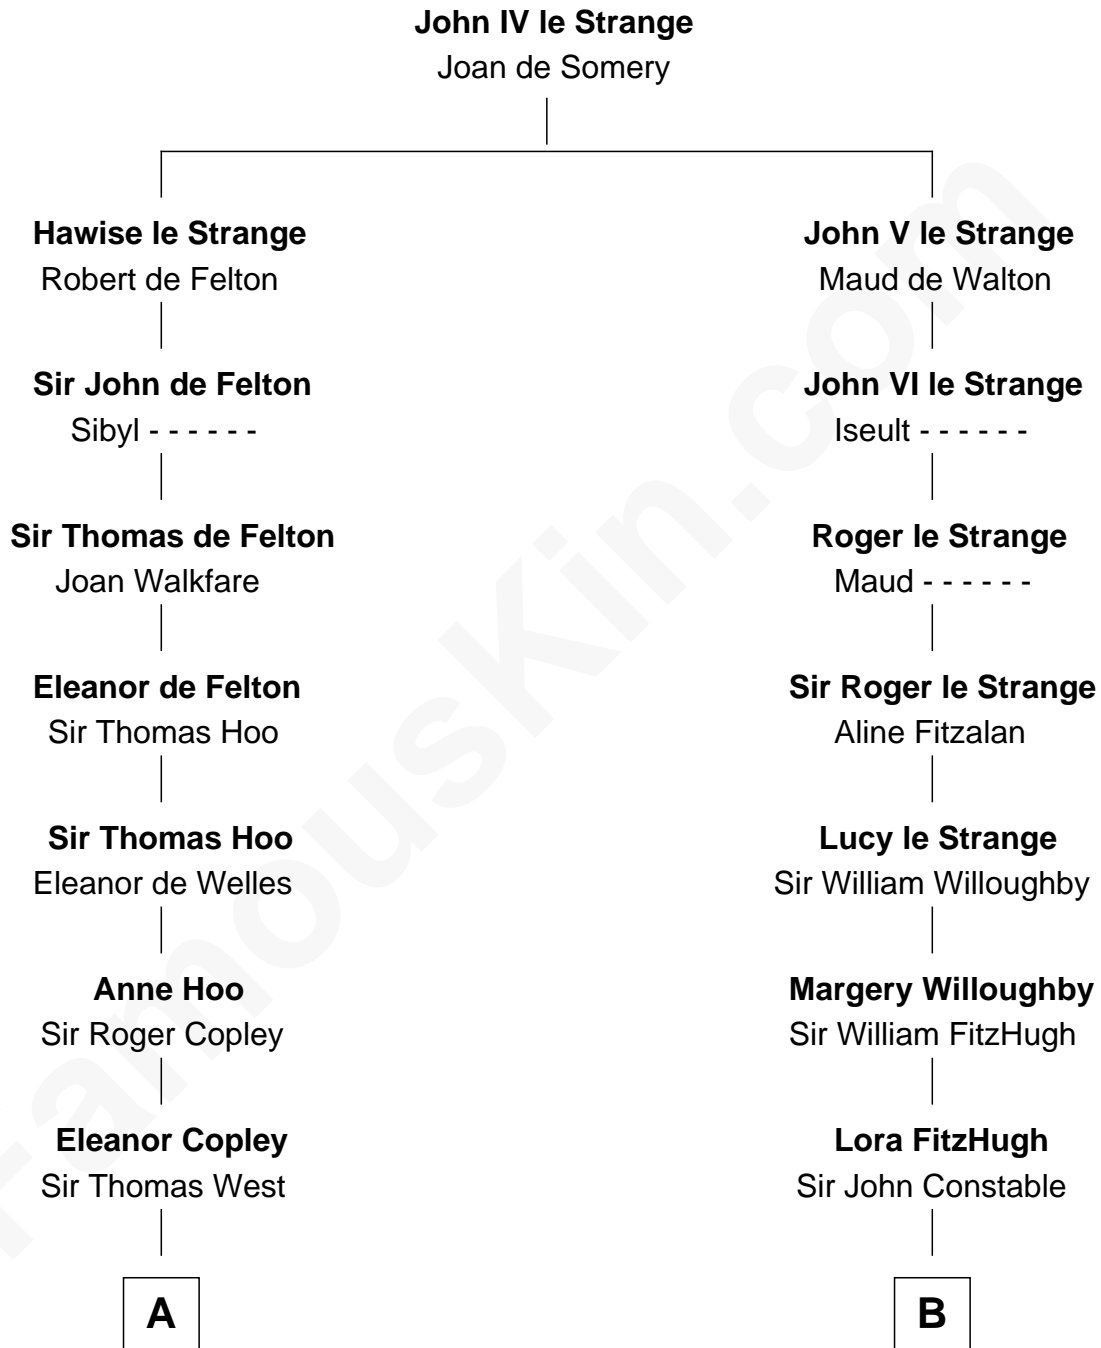 John IV le Strange
Joan de Somery
Hawise le Strange
Robert de Felton
John V le Strange
Maud de Walton
Sir John de Felton
Sibyl - - - - - -
John VI le Strange
Iseult - - - - - -
Sir Thomas de Felton
Joan Walkfare
Roger le Strange
Maud - - - - - -
Eleanor de Felton
Sir Thomas Hoo
Sir Roger le Strange
Aline Fitzalan
Sir Thomas Hoo
Eleanor de Welles
Lucy le Strange
Sir William Willoughby
Anne Hoo
Sir Roger Copley
Margery Willoughby
Sir William FitzHugh
Eleanor Copley
Sir Thomas West
Lora FitzHugh
Sir John Constable
A
B
FamousKin.com